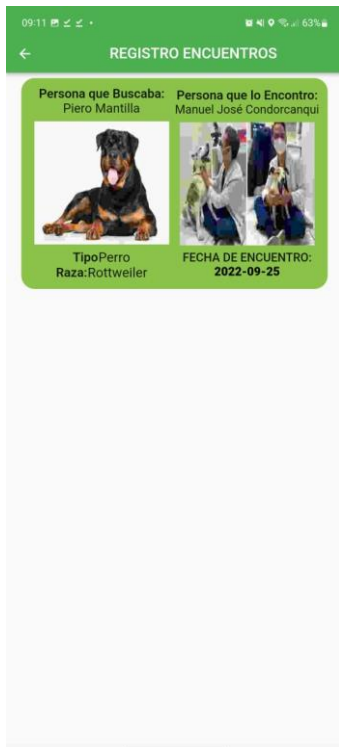 09:11 63%
REGISTRO ENCUENTROS
Persona que Buscaba:
Piero Mantilla
Persona que lo Encontro:
Manuel José Condorcanqui
TipoPerro
Raza:Rottweiler
FECHA DE ENCUENTRO:
2022-09-25